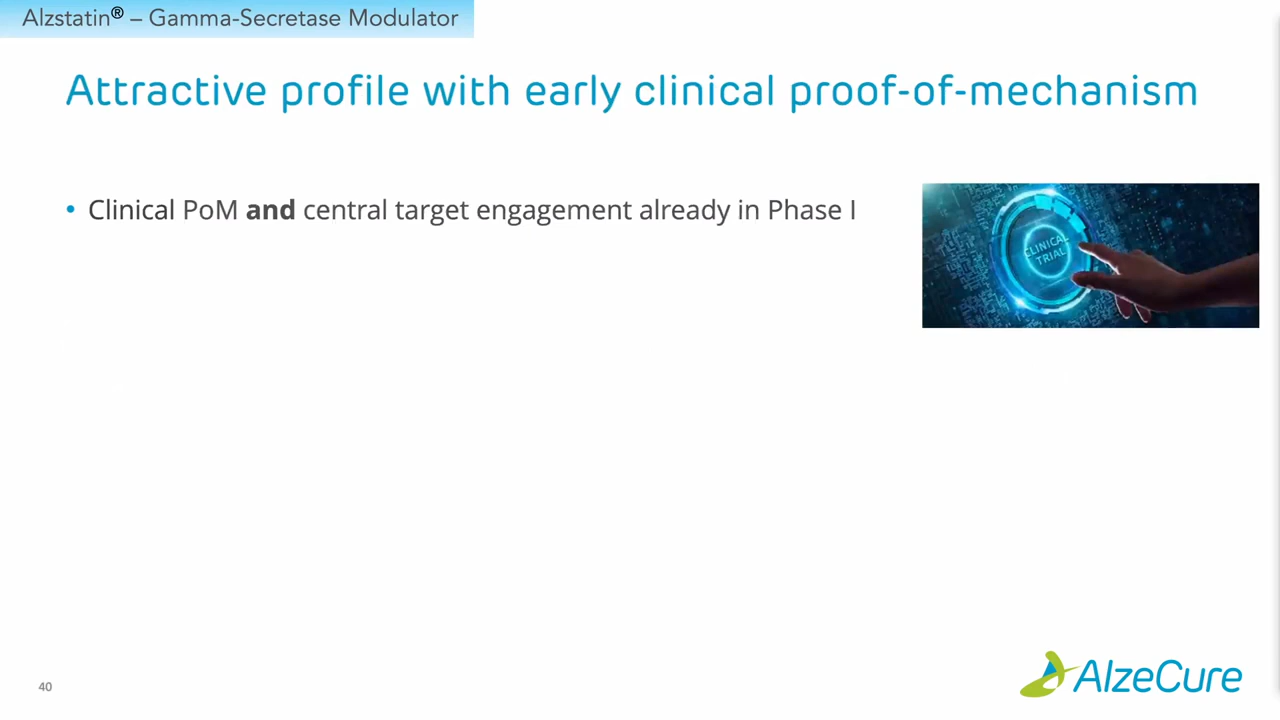 Alzstatin® – Gamma-Secretase Modulator
Attractive profile with early clinical proof-of-mechanism
• Clinical PoM and central target engagement already in Phase I
CLINICAL
TRIAL
40
AlzeCure